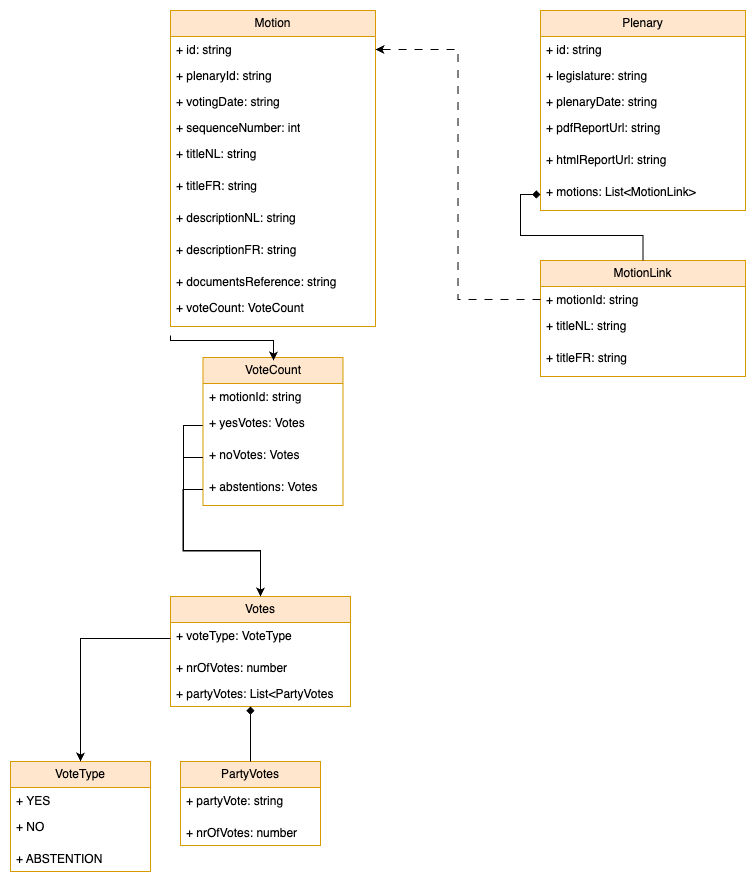 Motion
+ id: string
+ plenaryId: string
+ votingDate: string
+ sequenceNumber: int
+ titleNL: string
+ titleFR: string
+ descriptionNL: string
+ descriptionFR: string
+ documentsReference: string
+ voteCount: VoteCount
Plenary
+ id: string
+ legislature: string
+ plenaryDate: string
+ pdfReportUrl: string
+ htmlReportUrl: string
+ motions: List<MotionLink>
MotionLink
+ motionId: string
+ titleNL: string
+ titleFR: string
VoteCount
+ motionId: string
+ yesVotes: Votes
+ noVotes: Votes
+ abstentions: Votes
Votes
+ voteType: VoteType
+ nrOfVotes: number
+ partyVotes: List<PartyVotes
VoteType
+ YES
+ NO
+ ABSTENTION
PartyVotes
+ partyVote: string
+ nrOfVotes: number